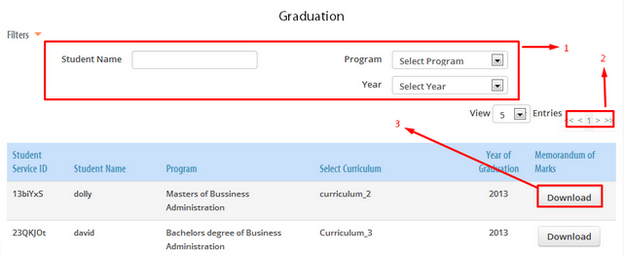 Graduation
Filters
1
Student Name Program Select Program
2
Year Select Year
View 5 Entries < < 1 > >>
3
Student Service ID Student Name Program Select Curriculum Year of Graduation Memorandum of Marks
13biYxS dolly Masters of Bussiness Administration curriculum_2 2013 Download
23QKJOt david Bachelors degree of Business Administration Curriculum_3 2013 Download